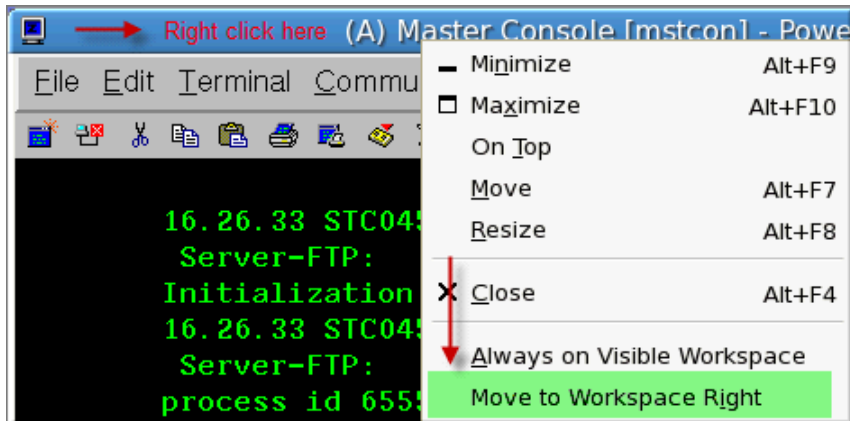 Right click here (A) Master Console [mstcon] - Powe
File Edit Terminal Commu
Minimize Alt+F9
Maximize Alt+F10
On Top
Move Alt+F7
Resize Alt+F8
Close Alt+F4
Always on Visible Workspace
Move to Workspace Right
16.26.33 STC04
Server-FTP:
Initialization
16.26.33 STC04
Server-FTP:
process id 655